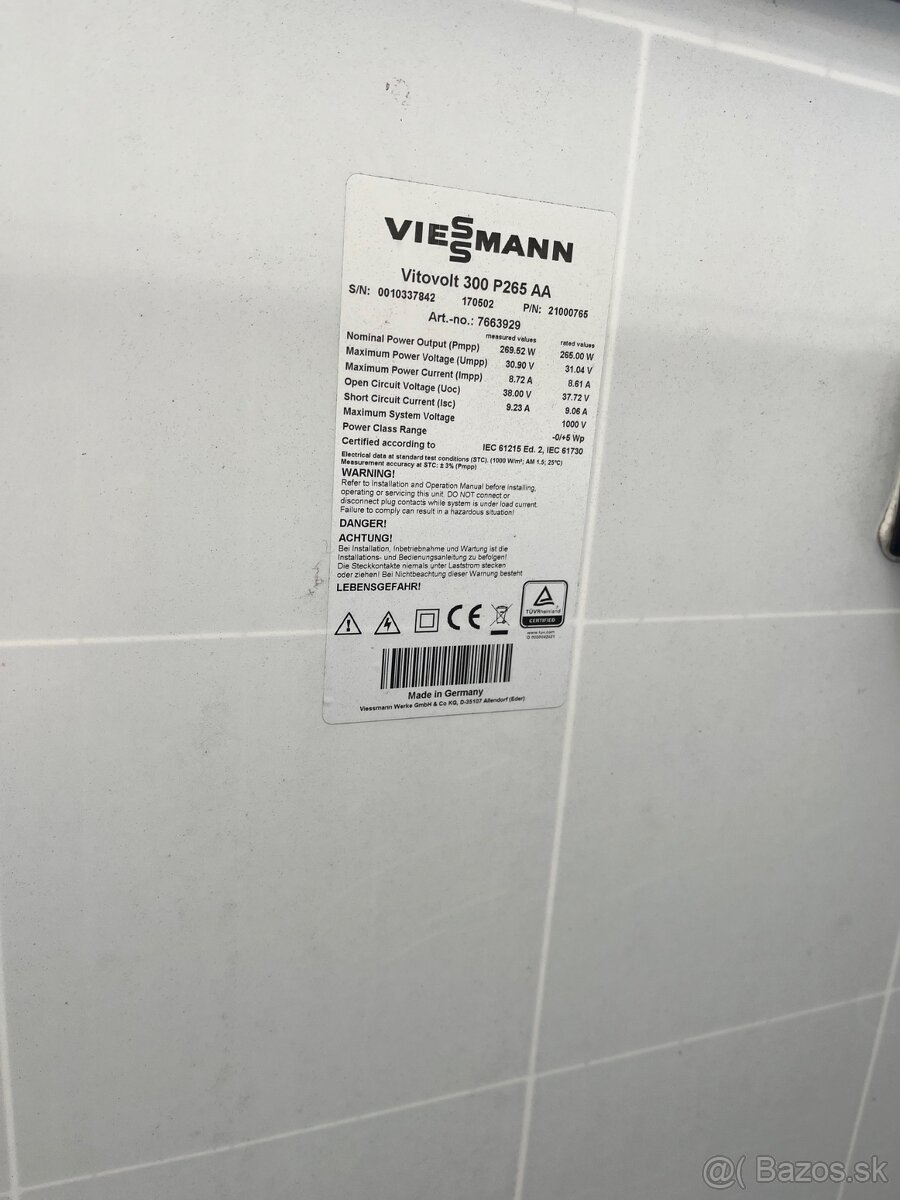 VIESSMANN
Vitovolt 300 P265 AA
S/N: 0010337842 170502 P/N: 21000765
Art.-no.: 7663929
measured values rated values
Nominal Power Output (Pmpp) 269.52 W 265.00 W
Maximum Power Voltage (Umpp) 30.90 V 31.04 V
Maximum Power Current (Impp) 8.72 A 8.61 A
Open Circuit Voltage (Uoc) 38.00 V 37.72 V
Short Circuit Current (Isc) 9.23 A 9.06 A
Maximum System Voltage 1000 V
Power Class Range -0/+5 Wp
Certified according to IEC 61215 Ed. 2, IEC 61730
Electrical data at standard test conditions (STC). (1000 W/m²; AM 1.5; 25°C)
Measurement accuracy at STC: ± 3% (Pmpp)
WARNING!
Refer to Installation and Operation Manual before installing,
operating or servicing this unit. DO NOT connect or
disconnect plug contacts while system is under load current.
Failure to comply can result in a hazardous situation!
DANGER!
ACHTUNG!
Bei Installation, Inbetriebnahme und Wartung ist die
Installations- und Bedienungsanleitung zu befolgen!
Die Steckkontakte niemals unter Laststrom stecken
oder ziehen! Bei Nichtbeachtung dieser Warnung besteht
LEBENSGEFAHR!
CE
TÜVRheinland
CERTIFIED
www.tuv.com
Made in Germany
Viessmann Werke GmbH & Co KG, D-35107 Allendorf (Eder)
@( Bazos.sk